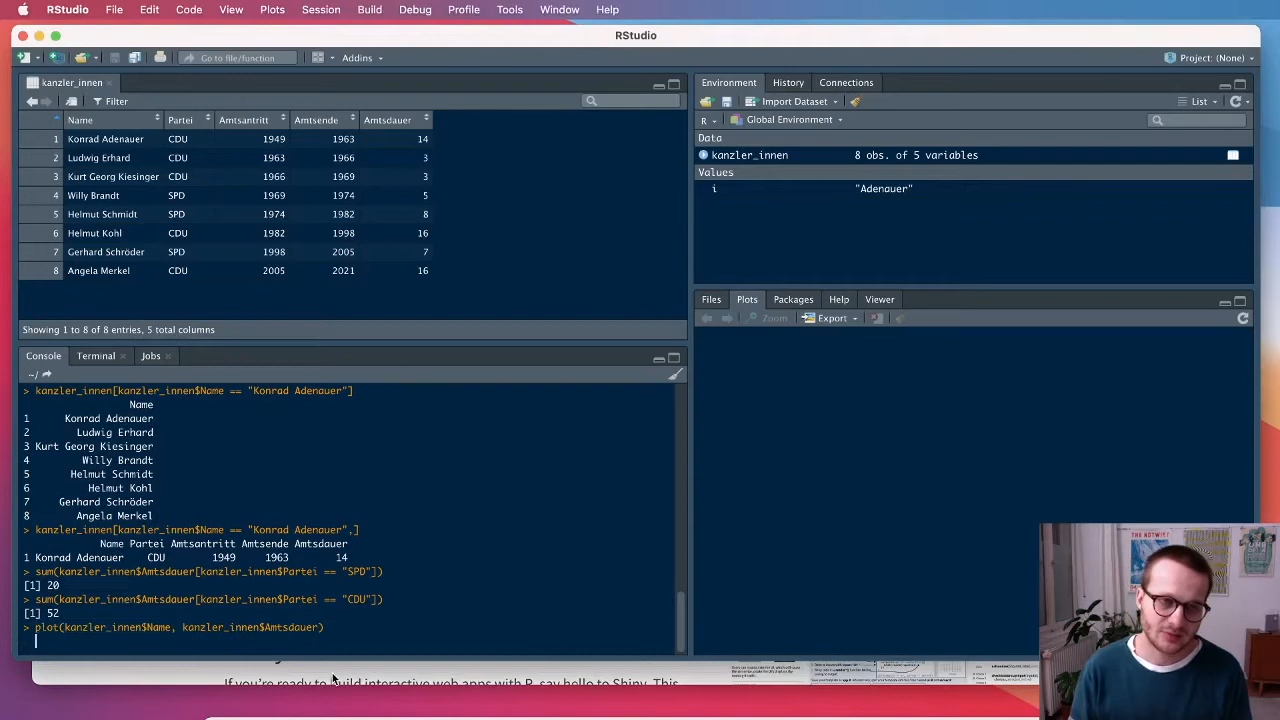 RStudio File Edit Code View Plots Session Build Debug Profile Tools Window Help
RStudio
Go to file/function Addins Project: (None)
kanzler_innen
Filter
Name Partei Amtsantritt Amtsende Amtsdauer
1 Konrad Adenauer CDU 1949 1963 14
2 Ludwig Erhard CDU 1963 1966 3
3 Kurt Georg Kiesinger CDU 1966 1969 3
4 Willy Brandt SPD 1969 1974 5
5 Helmut Schmidt SPD 1974 1982 8
6 Helmut Kohl CDU 1982 1998 16
7 Gerhard Schröder SPD 1998 2005 7
8 Angela Merkel CDU 2005 2021 16
Showing 1 to 8 of 8 entries, 5 total columns
Console Terminal Jobs
~/
> kanzler_innen[kanzler_innen$Name == "Konrad Adenauer"]
Name
1 Konrad Adenauer
2 Ludwig Erhard
3 Kurt Georg Kiesinger
4 Willy Brandt
5 Helmut Schmidt
6 Helmut Kohl
7 Gerhard Schröder
8 Angela Merkel
> kanzler_innen[kanzler_innen$Name == "Konrad Adenauer",]
Name Partei Amtsantritt Amtsende Amtsdauer
1 Konrad Adenauer CDU 1949 1963 14
> sum(kanzler_innen$Amtsdauer[kanzler_innen$Partei == "SPD"])
[1] 20
> sum(kanzler_innen$Amtsdauer[kanzler_innen$Partei == "CDU"])
[1] 52
> plot(kanzler_innen$Name, kanzler_innen$Amtsdauer)
Environment History Connections
Import Dataset List
R Global Environment
Data
kanzler_innen 8 obs. of 5 variables
Values
i "Adenauer"
Files Plots Packages Help Viewer
Zoom Export
If you're ready to build interactive web apps with R, say hello to Shiny. This
THE NOTWIST